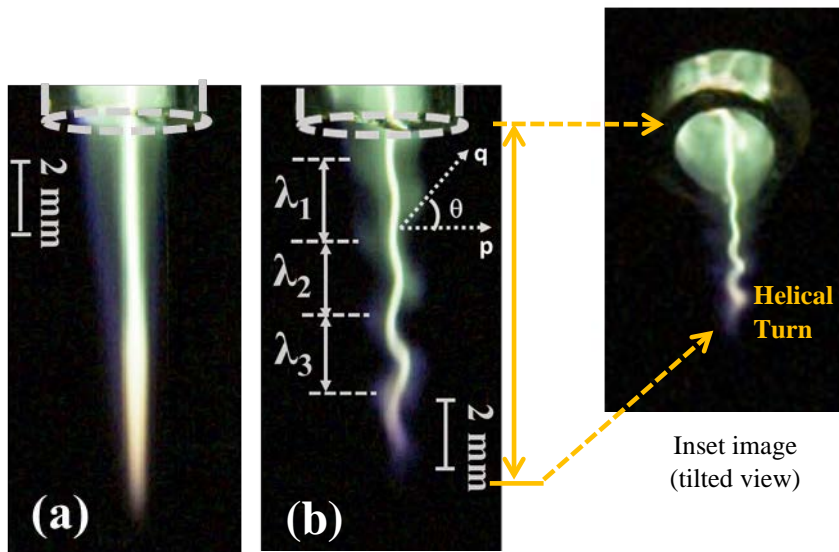 2 mm
(a)
λ1
λ2
λ3
q
θ
p
2 mm
(b)
Helical
Turn
Inset image
(tilted view)